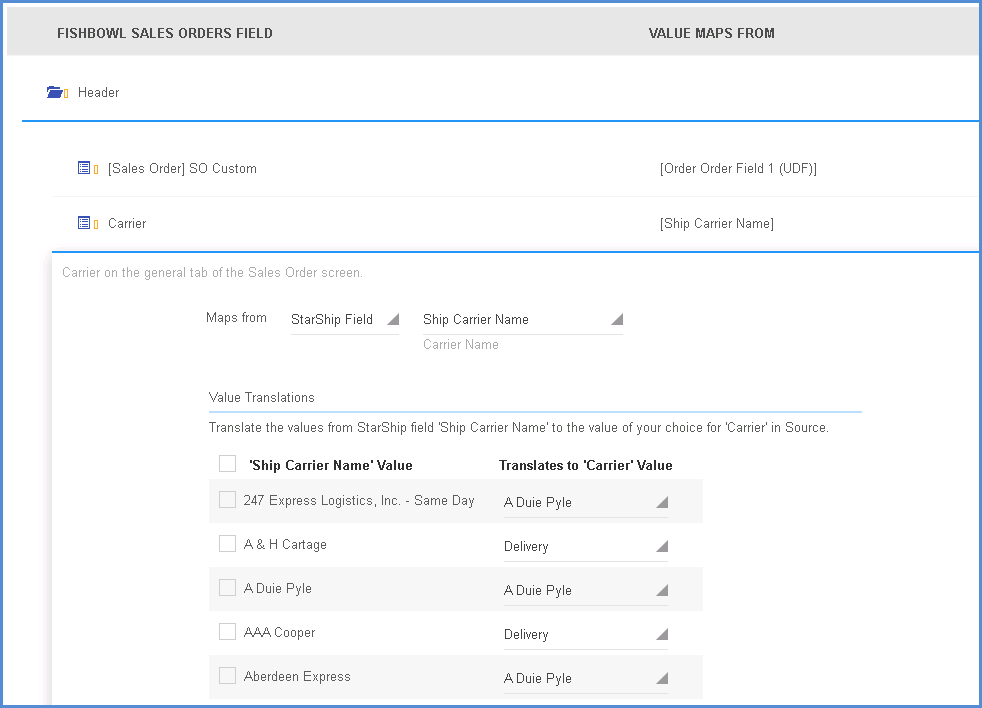 FISHBOWL SALES ORDERS FIELD VALUE MAPS FROM
Header
[Sales Order] SO Custom [Order Order Field 1 (UDF)]
Carrier [Ship Carrier Name]
Carrier on the general tab of the Sales Order screen.
Maps from StarShip Field Ship Carrier Name
Carrier Name
Value Translations
Translate the values from StarShip field 'Ship Carrier Name' to the value of your choice for 'Carrier' in Source.
'Ship Carrier Name' Value Translates to 'Carrier' Value
247 Express Logistics, Inc. - Same Day A Duie Pyle
A & H Cartage Delivery
A Duie Pyle A Duie Pyle
AAA Cooper Delivery
Aberdeen Express A Duie Pyle